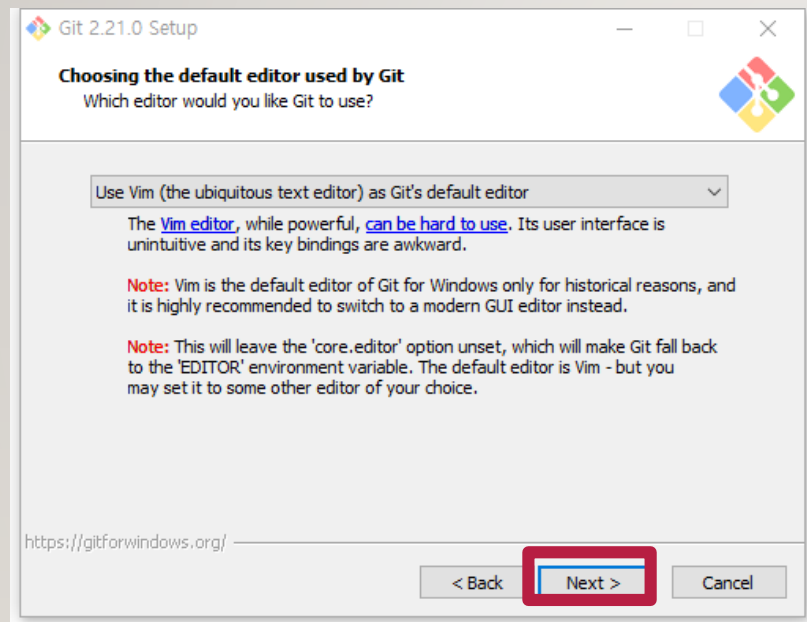 Git 2.21.0 Setup
Choosing the default editor used by Git
Which editor would you like Git to use?
Use Vim (the ubiquitous text editor) as Git's default editor
The Vim editor, while powerful, can be hard to use. Its user interface is
unintuitive and its key bindings are awkward.
Note: Vim is the default editor of Git for Windows only for historical reasons, and
it is highly recommended to switch to a modern GUI editor instead.
Note: This will leave the 'core.editor' option unset, which will make Git fall back
to the 'EDITOR' environment variable. The default editor is Vim - but you
may set it to some other editor of your choice.
https://gitforwindows.org/
< Back Next > Cancel